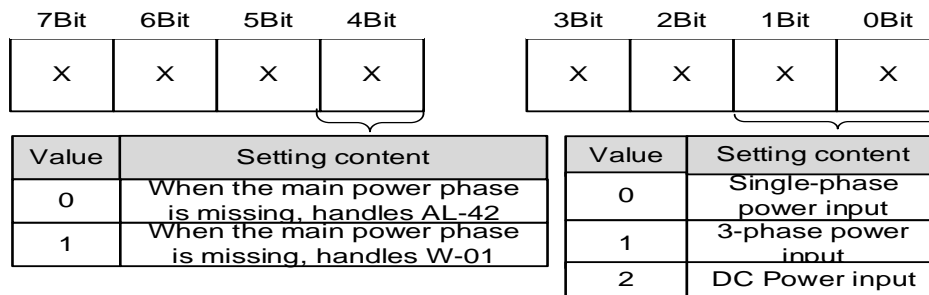 7Bit 6Bit 5Bit 4Bit 3Bit 2Bit 1Bit 0Bit
X X X X X X X X
Value Setting content
0 When the main power phase
is missing, handles AL-42
1 When the main power phase
is missing, handles W-01
Value Setting content
0 Single-phase
power input
1 3-phase power
input
2 DC Power input